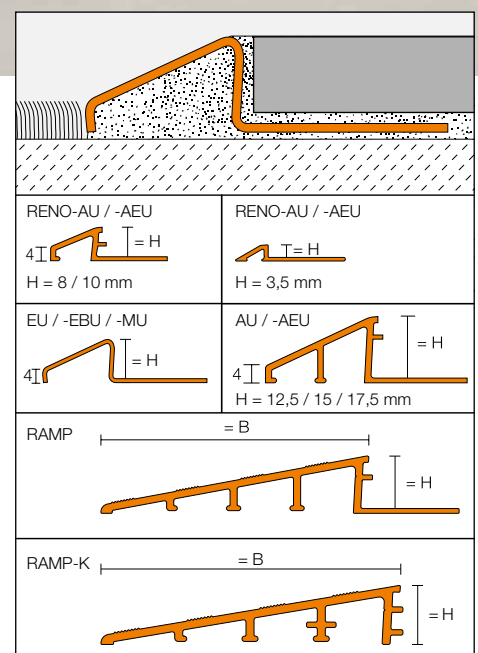 RENO-AU / -AEU
4
= H
H = 8 / 10 mm
RENO-AU / -AEU
= H
H = 3,5 mm
EU / -EBU / -MU
4
= H
AU / -AEU
4
= H
H = 12,5 / 15 / 17,5 mm
RAMP
= B
= H
RAMP-K
= B
= H